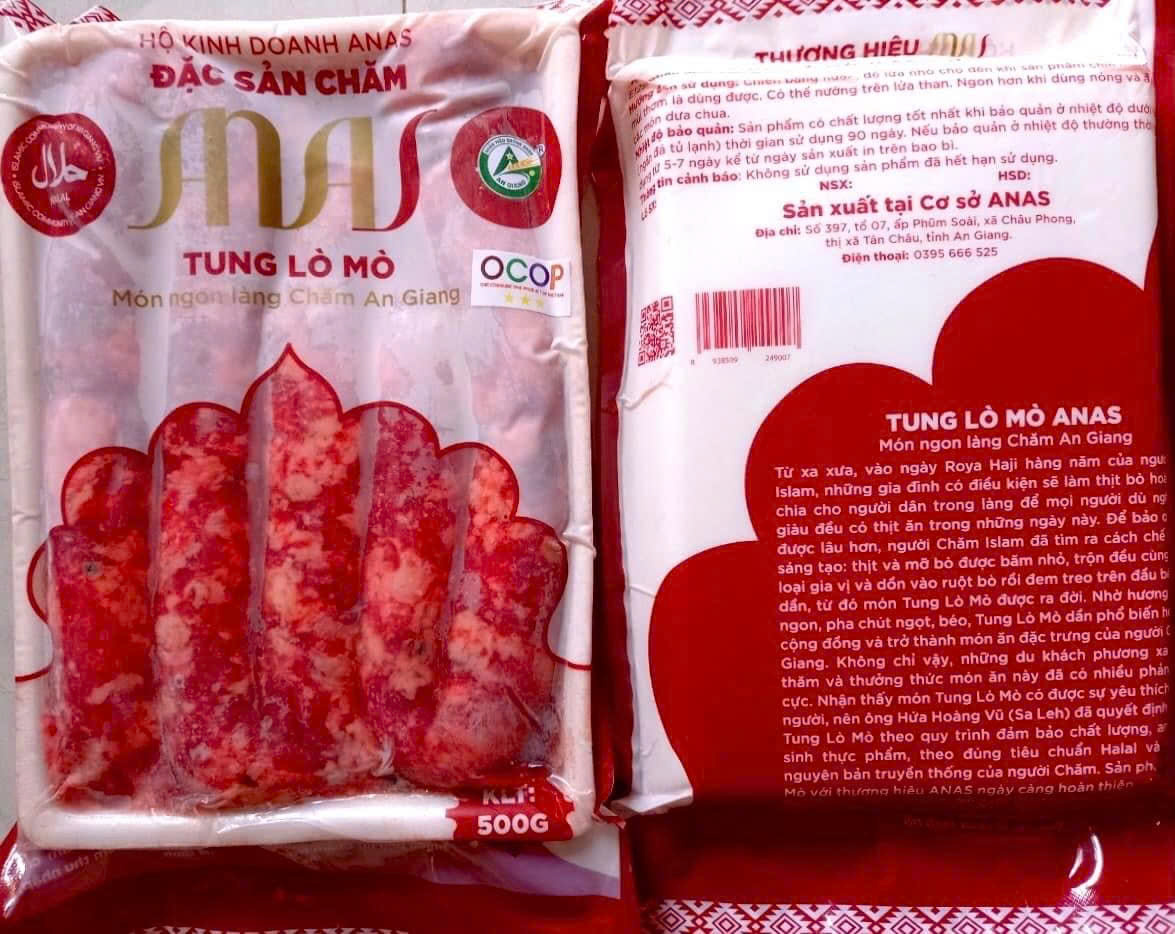 HỘ KINH DOANH ANAS
ĐẶC SẢN CHĂM
ANAS
HALAL
AN GIANG
TUNG LÒ MÒ
OCOP
Món ngon làng Chăm An Giang
KLT:
500G
THƯƠNG HIỆU ANAS
là dùng được. Có thể nướng trên lửa than. Ngon hơn khi dùng nóng và
món dưa chua.
độ bảo quản: Sản phẩm có chất lượng tốt nhất khi bảo quản ở nhiệt độ
đá tủ lạnh) thời gian sử dụng 90 ngày. Nếu bảo quản ở nhiệt độ thường
từ 5-7 ngày kể từ ngày sản xuất in trên bao bì.
tin cảnh báo: Không sử dụng sản phẩm đã hết hạn sử dụng.
NSX: HSD:
Sản xuất tại Cơ sở ANAS
Địa chỉ: Số 397, tổ 07, ấp Phũm Soài, xã Châu Phong,
thị xã Tân Châu, tỉnh An Giang.
Điện thoại: 0395 666 525
8 938509 249007
TUNG LÒ MÒ ANAS
Món ngon làng Chăm An Giang
Từ xa xưa, vào ngày Roya Haji hàng năm của
Islam, những gia đình có điều kiện sẽ làm thịt bò
chia cho người dân trong làng để mọi người dù
giàu đều có thịt ăn trong những ngày này. Để bảo
được lâu hơn, người Chăm Islam đã tìm ra cách chế
sáng tạo: thịt và mỡ bò được băm nhỏ, trộn đều cùng
loại gia vị và dồn vào ruột bò rồi đem treo trên đầu
dần, từ đó món Tung Lò Mò được ra đời. Nhờ hương
ngon, pha chút ngọt, béo, Tung Lò Mò dần phổ biến
cộng đồng và trở thành món ăn đặc trưng của người
Giang. Không chỉ vậy, những du khách phương xa
thăm và thưởng thức món ăn này đã có nhiều
cực. Nhận thấy món Tung Lò Mò có được sự yêu
người, nên ông Hứa Hoàng Vũ (Sa Leh) đã quyết định
Tung Lò Mò theo quy trình đảm bảo chất lượng,
sinh thực phẩm, theo đúng tiêu chuẩn Halal và
nguyên bản truyền thống của người Chăm. Sản
Mò với thương hiệu ANAS ngày càng hoàn thiện